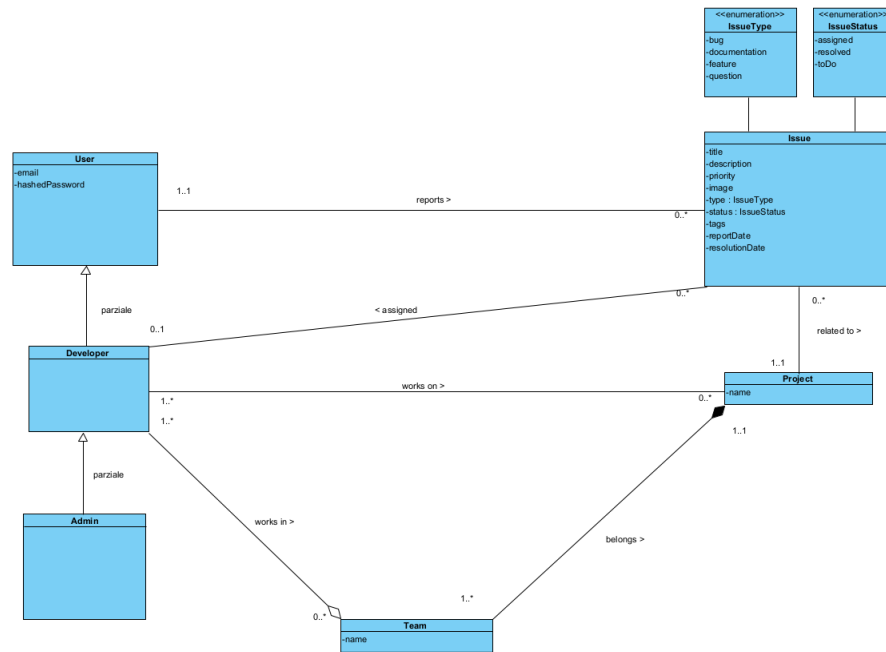 <<enumeration>>
IssueType
-bug
-documentation
-feature
-question
<<enumeration>>
IssueStatus
-assigned
-resolved
-toDo
Issue
-title
-description
-priority
-image
-type : IssueType
-status : IssueStatus
-tags
-reportDate
-resolutionDate
User
-email
-hashedPassword
1..1
reports >
0..*
parziale
0..1
< assigned
0..*
0..*
related to >
1..1
Developer
1..*
works on >
0..*
Project
-name
1..*
1..1
parziale
Admin
works in >
belongs >
0..*
1..*
Team
-name